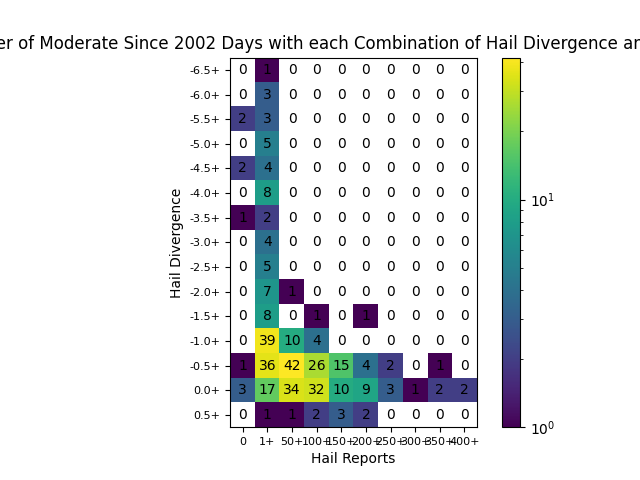 er of Moderate Since 2002 Days with each Combination of Hail Divergence ar
-6.5+ 0 1 0 0 0 0 0 0 0 0
-6.0+ 0 3 0 0 0 0 0 0 0 0
-5.5+ 2 3 0 0 0 0 0 0 0 0
-5.0+ 0 5 0 0 0 0 0 0 0 0
-4.5+ 2 4 0 0 0 0 0 0 0 0
-4.0+ 0 8 0 0 0 0 0 0 0 0
-3.5+ 1 2 0 0 0 0 0 0 0 0
-3.0+ 0 4 0 0 0 0 0 0 0 0
-2.5+ 0 5 0 0 0 0 0 0 0 0
-2.0+ 0 7 1 0 0 0 0 0 0 0
-1.5+ 0 8 0 1 0 1 0 0 0 0
-1.0+ 0 39 10 4 0 0 0 0 0 0
-0.5+ 1 36 42 26 15 4 2 0 1 0
0.0+ 3 17 34 32 10 9 3 1 2 2
0.5+ 0 1 1 2 3 2 0 0 0 0
0 1+ 50+ 100+ 150+ 200+ 250+ 300+ 350+ 400+
Hail Reports
Hail Divergence
10¹
10⁰